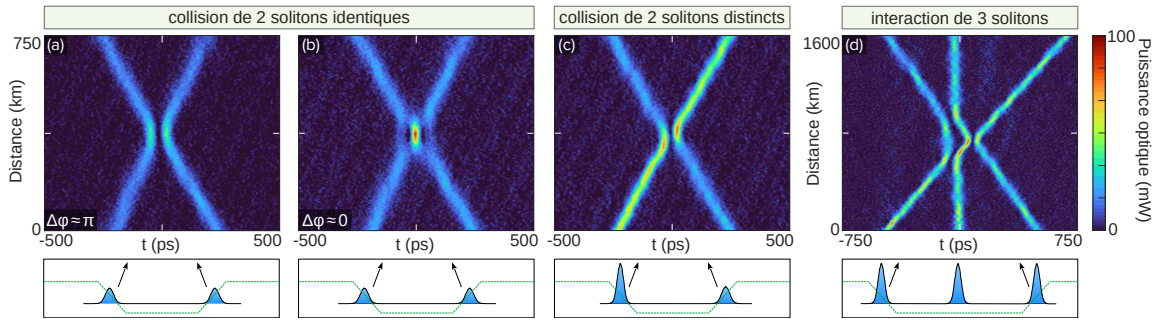 collision de 2 solitons identiques
collision de 2 solitons distincts
interaction de 3 solitons
750
(a)
(b)
(c)
1600
(d)
100
Distance (km)
Distance (km)
Puissance optique (mW)
Δφ≈π
Δφ≈0
0
0
0
-500
t (ps)
500
t (ps)
500
-500
t (ps)
500
-750
t (ps)
750